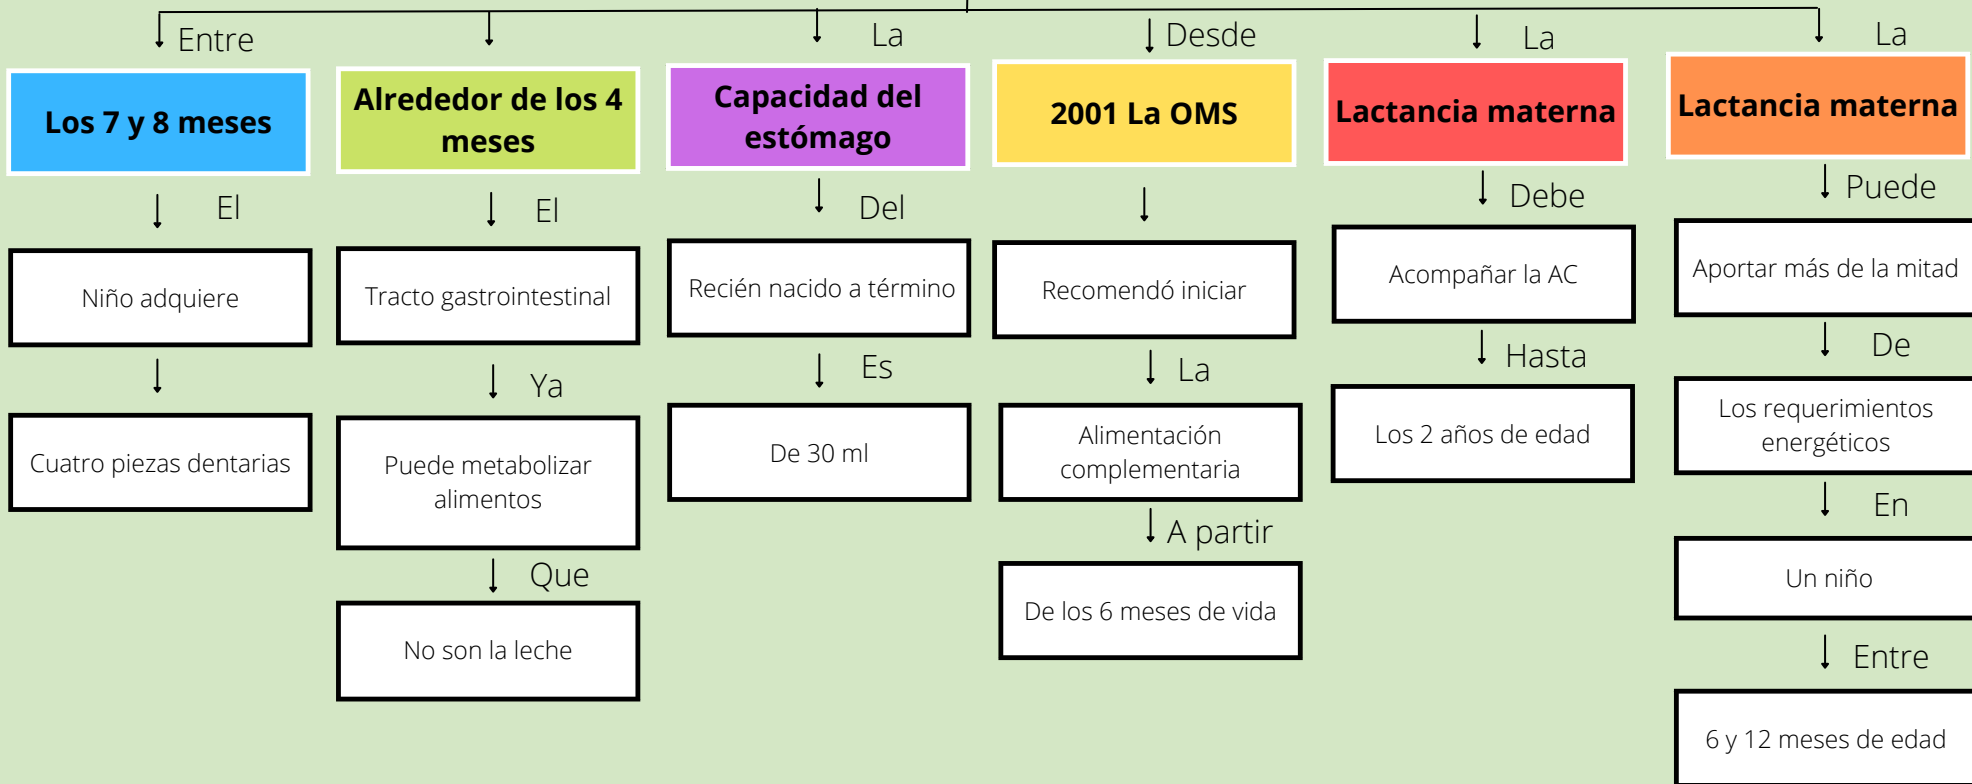 Entre
Los 7 y 8 meses
El
Niño adquiere
Cuatro piezas dentarias
Alrededor de los 4
meses
El
Tracto gastrointestinal
Ya
Puede metabolizar
alimentos
Que
No son la leche
La
Capacidad del
estómago
Del
Recién nacido a término
Es
De 30 ml
Desde
2001 La OMS
Recomendó iniciar
La
Alimentación
complementaria
A partir
De los 6 meses de vida
La
Lactancia materna
Debe
Acompañar la AC
Hasta
Los 2 años de edad
La
Lactancia materna
Puede
Aportar más de la mitad
De
Los requerimientos
energéticos
En
Un niño
Entre
6 y 12 meses de edad